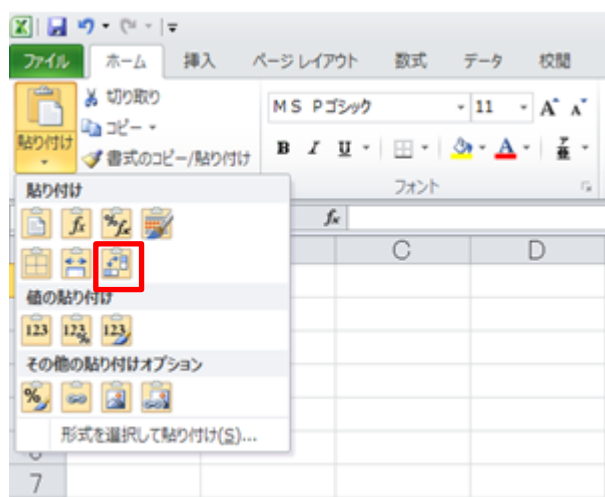 ファイル ホーム 挿入 ページ レイアウト 数式 データ 校閲
切り取り
コピー
書式のコピー/貼り付け
貼り付け
ＭＳ Ｐゴシック 11 A A
B I U A
フォント
貼り付け
fx %fx
fx
C D
値の貼り付け
123 123% 123
その他の貼り付けオプション
%
形式を選択して貼り付け(S)...
7